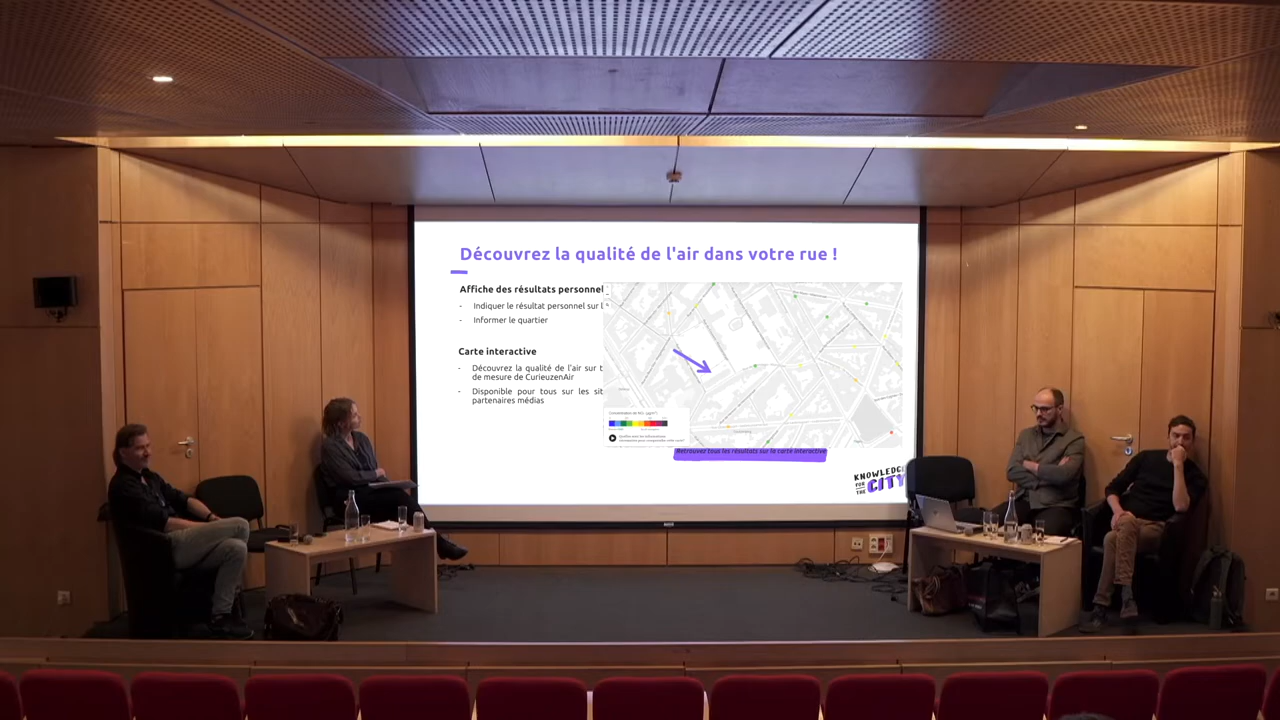 Découvrez la qualité de l'air dans votre rue !
Affiche des résultats personnel
- Indiquer le résultat personnel sur l
- Informer le quartier
Carte interactive
- Découvrez la qualité de l'air sur t
de mesure de CurieuzenAir
- Disponible pour tous sur les sit
partenaires médias
Retrouvez tous les résultats sur la carte interactive
KNOWLEDGE
FOR THE CITY